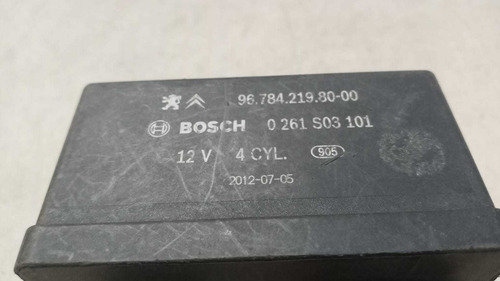 96.784.219.80-00
BOSCH 0 261 S03 101
12 V 4 CYL. 905
2012-07-05